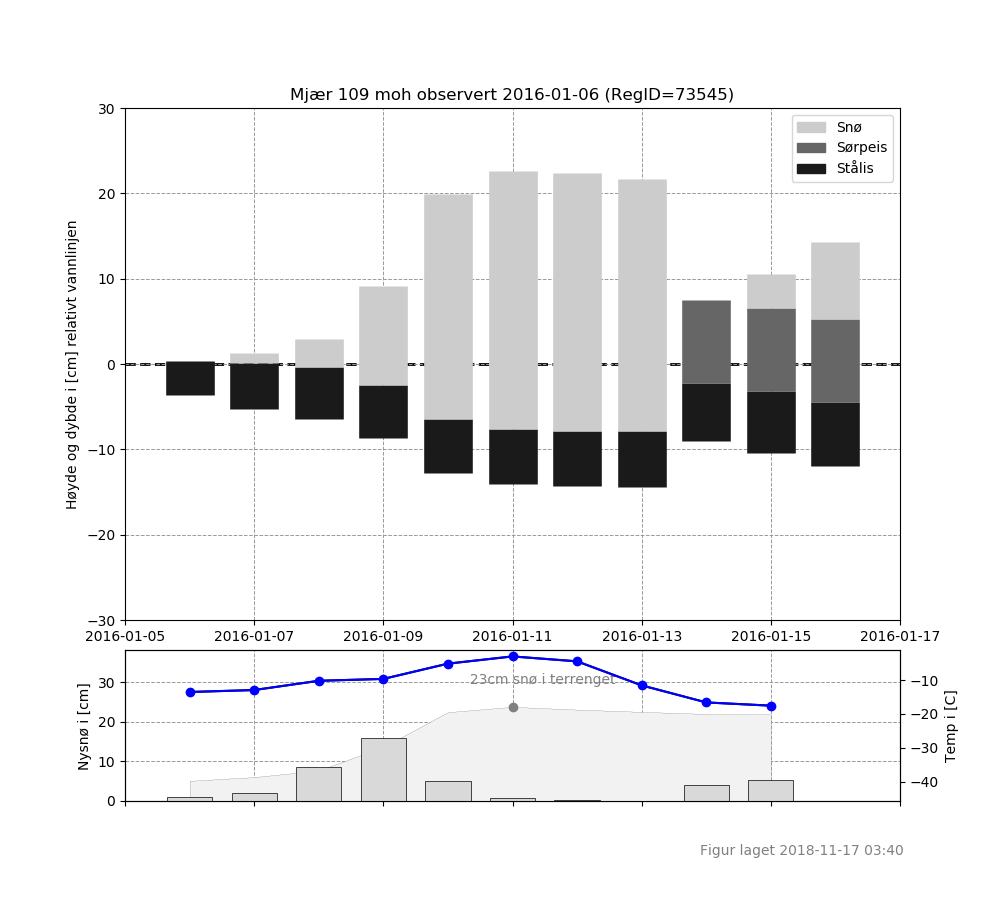 Mjær 109 moh observert 2016-01-06 (RegID=73545)
30
20
10
0
−10
−20
−30
Høyde og dybde i [cm] relativt vannlinjen
Snø
Sørpeis
Stålis
2016-01-05
2016-01-07
2016-01-09
2016-01-11
2016-01-13
2016-01-15
2016-01-17
30
20
10
0
Nysnø i [cm]
23cm snø i terrenget
−10
−20
−30
−40
Temp i [C]
Figur laget 2018-11-17 03:40